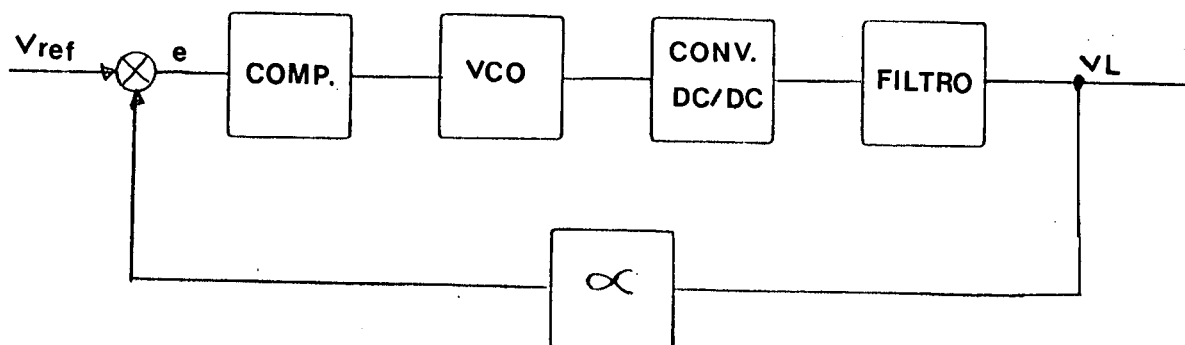 Vref
e
COMP.
VCO
CONV.
DC/DC
FILTRO
VL
∝